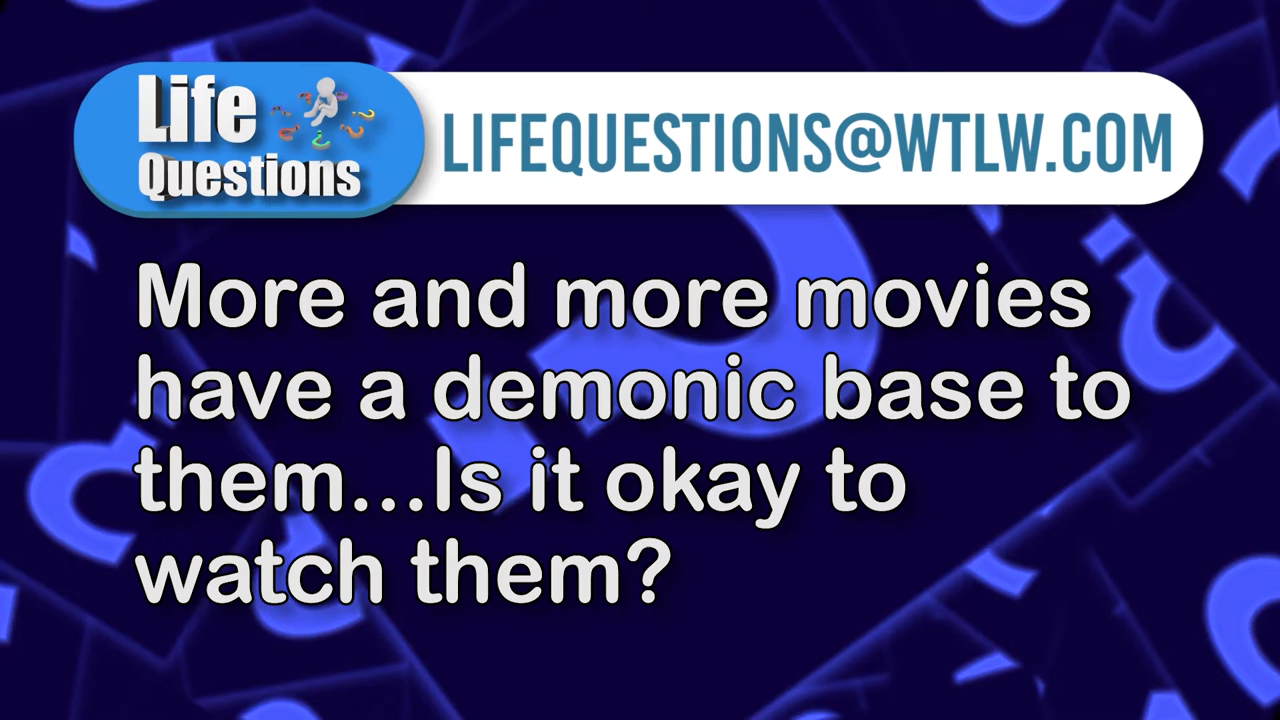 Life
Questions
LIFEQUESTIONS@WTLW.COM
More and more movies
have a demonic base to
them...Is it okay to
watch them?